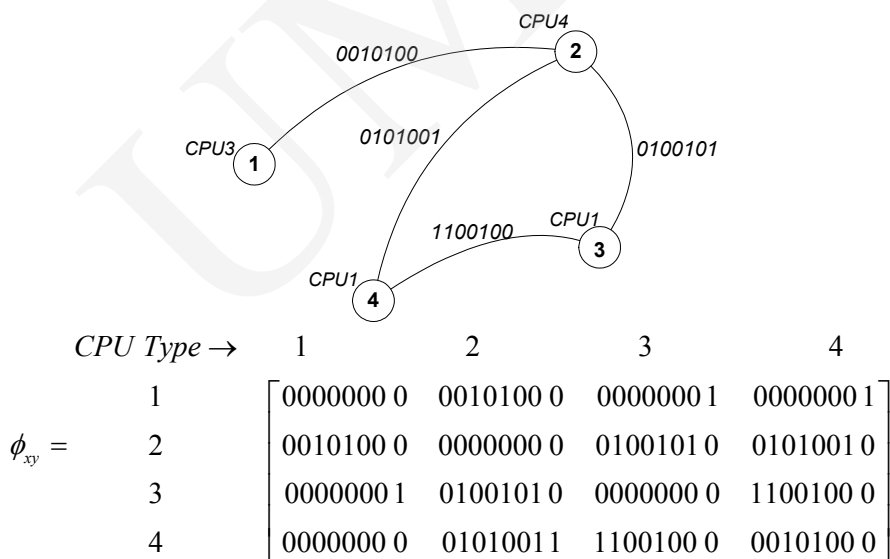 UM
CPU4
2
0010100
CPU3
1
0101001
0100101
CPU1
3
1100100
CPU1
4
CPU Type → 1 2 3 4
1 0000000 0 0010100 0 0000000 1 0000000 1
ϕxy = 2 0010100 0 0000000 0 0100101 0 0101001 0
3 0000000 1 0100101 0 0000000 0 1100100 0
4 0000000 0 0101001 1 1100100 0 0010100 0